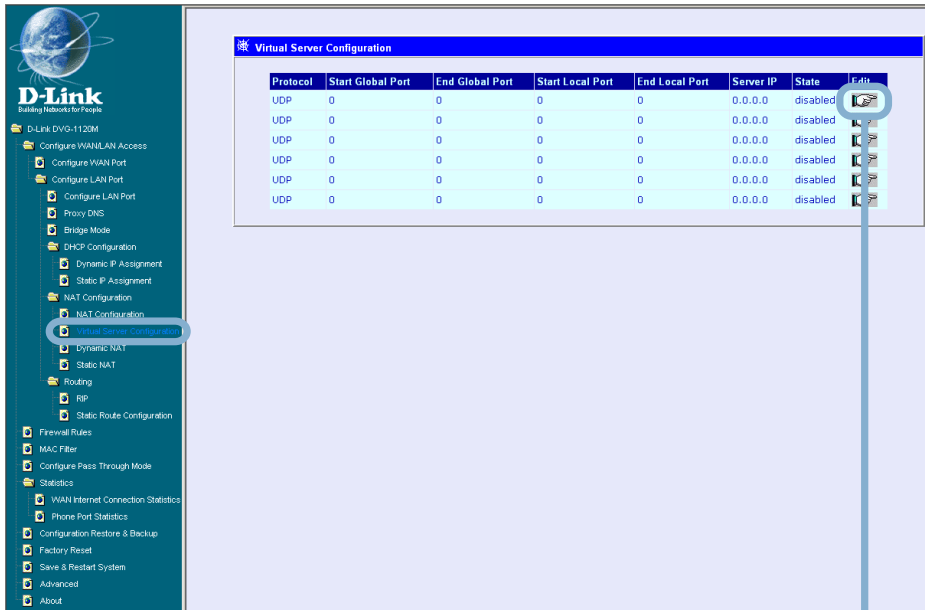 D-Link
Building Networks for People
D-Link DVG-1120M
Configure WAN/LAN Access
Configure WAN Port
Configure LAN Port
Configure LAN Port
Proxy DNS
Bridge Mode
DHCP Configuration
Dynamic IP Assignment
Static IP Assignment
NAT Configuration
NAT Configuration
Virtual Server Configuration
Dynamic NAT
Static NAT
Routing
RIP
Static Route Configuration
Firewall Rules
MAC Filter
Configure Pass Through Mode
Statistics
WAN Internet Connection Statistics
Phone Port Statistics
Configuration Restore & Backup
Factory Reset
Save & Restart System
Advanced
About
Virtual Server Configuration
Protocol Start Global Port End Global Port Start Local Port End Local Port Server IP State Edit
UDP 0 0 0 0 0.0.0.0 disabled
UDP 0 0 0 0 0.0.0.0 disabled
UDP 0 0 0 0 0.0.0.0 disabled
UDP 0 0 0 0 0.0.0.0 disabled
UDP 0 0 0 0 0.0.0.0 disabled
UDP 0 0 0 0 0.0.0.0 disabled